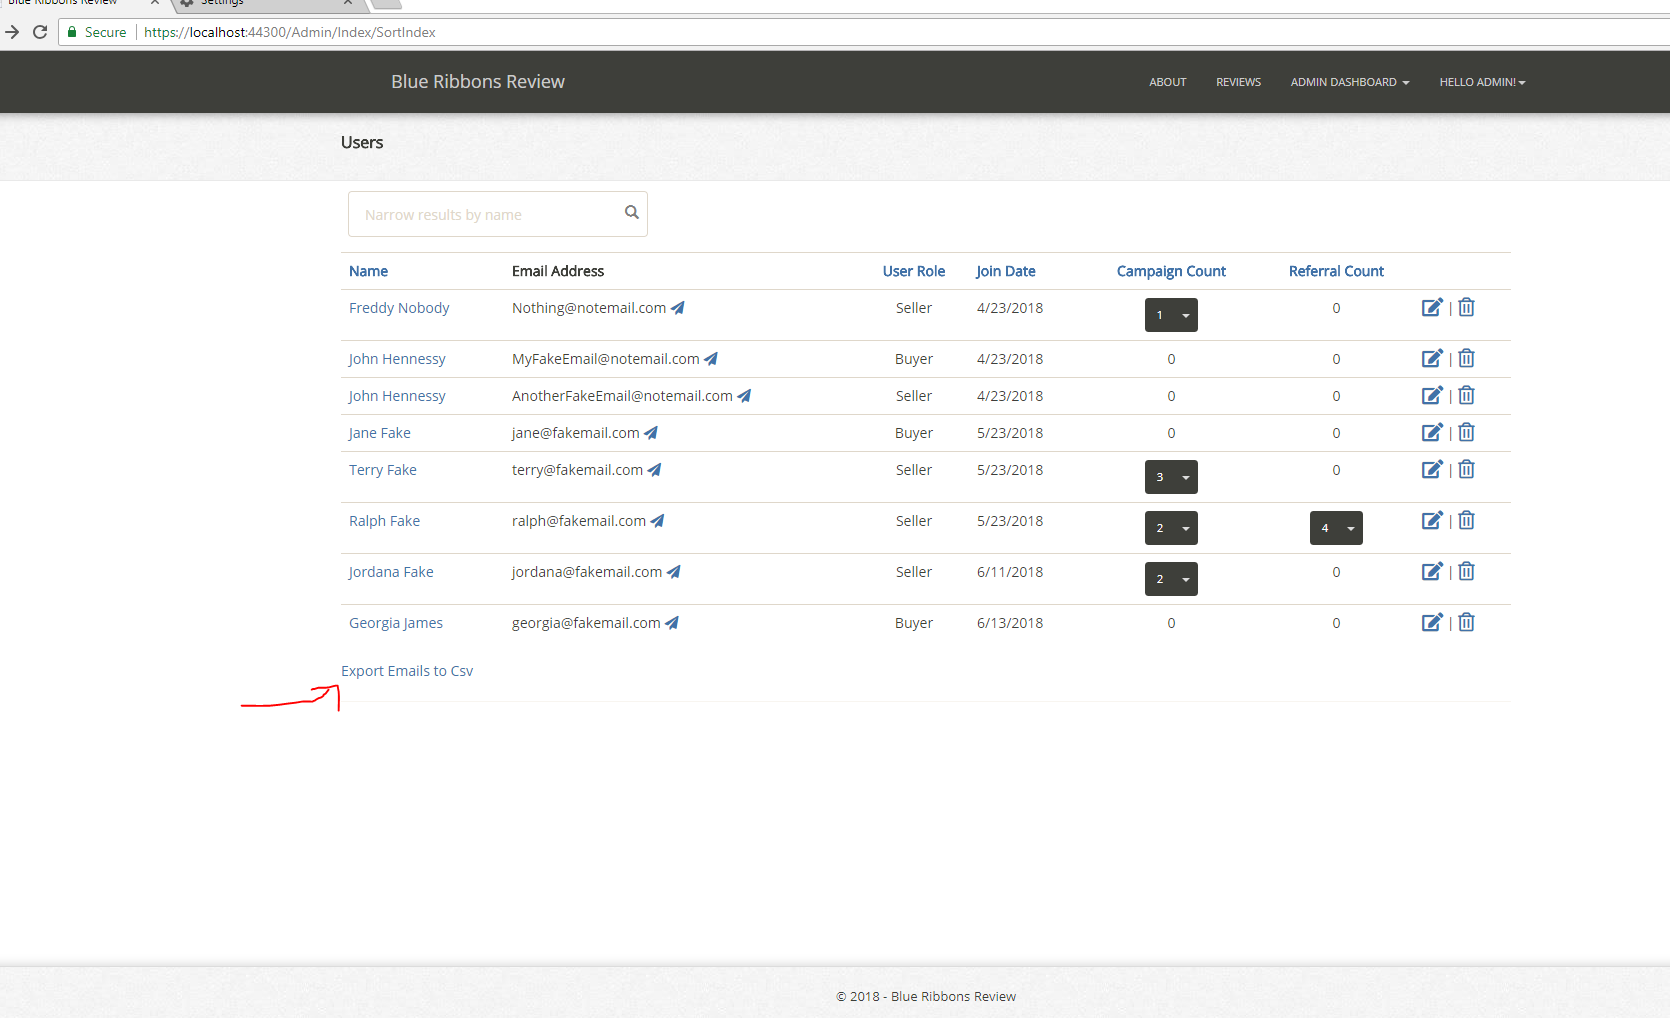 Blue Ribbons Review
Settings
Secure https://localhost:44300/Admin/Index/SortIndex
Blue Ribbons Review ABOUT REVIEWS ADMIN DASHBOARD HELLO ADMIN!
Users
Narrow results by name
Name Email Address User Role Join Date Campaign Count Referral Count
Freddy Nobody Nothing@notemail.com Seller 4/23/2018 1 0 |
John Hennessy MyFakeEmail@notemail.com Buyer 4/23/2018 0 0 |
John Hennessy AnotherFakeEmail@notemail.com Seller 4/23/2018 0 0 |
Jane Fake jane@fakemail.com Buyer 5/23/2018 0 0 |
Terry Fake terry@fakemail.com Seller 5/23/2018 3 0 |
Ralph Fake ralph@fakemail.com Seller 5/23/2018 2 4 |
Jordana Fake jordana@fakemail.com Seller 6/11/2018 2 0 |
Georgia James georgia@fakemail.com Buyer 6/13/2018 0 0 |
Export Emails to Csv
© 2018 - Blue Ribbons Review